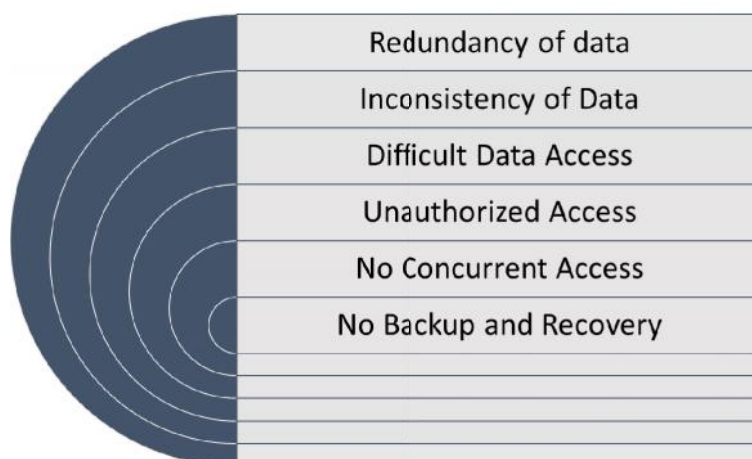 Redundancy of data
Inconsistency of Data
Difficult Data Access
Unauthorized Access
No Concurrent Access
No Backup and Recovery